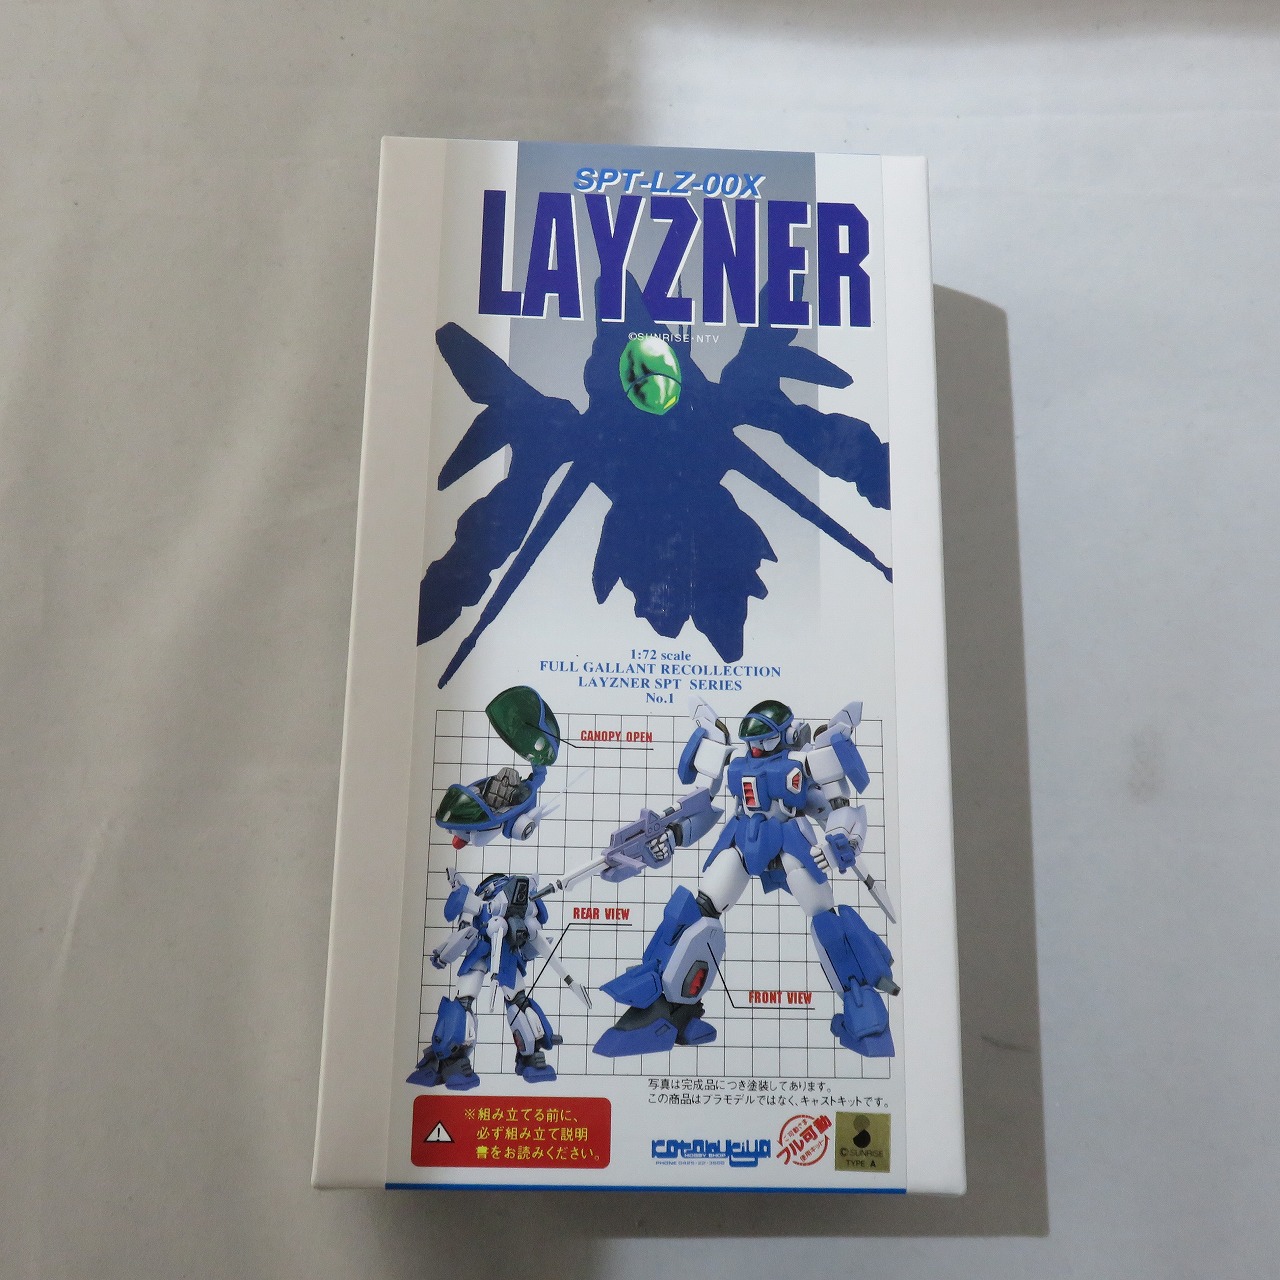 SPT-LZ-00X
LAYZNER
©SUNRISE・NTV
1:72 scale
FULL GALLANT RECOLLECTION
LAYZNER SPT SERIES
No.1
CANOPY OPEN
REAR VIEW
FRONT VIEW
写真は完成品につき塗装してあります。
この商品はプラモデルではなく、キャストキットです。
※組み立てる前に、
必ず組み立て説明
書をお読みください。
kotobukiya
HOBBY SHOP
フル可動
©SUNRISE
TYPE A